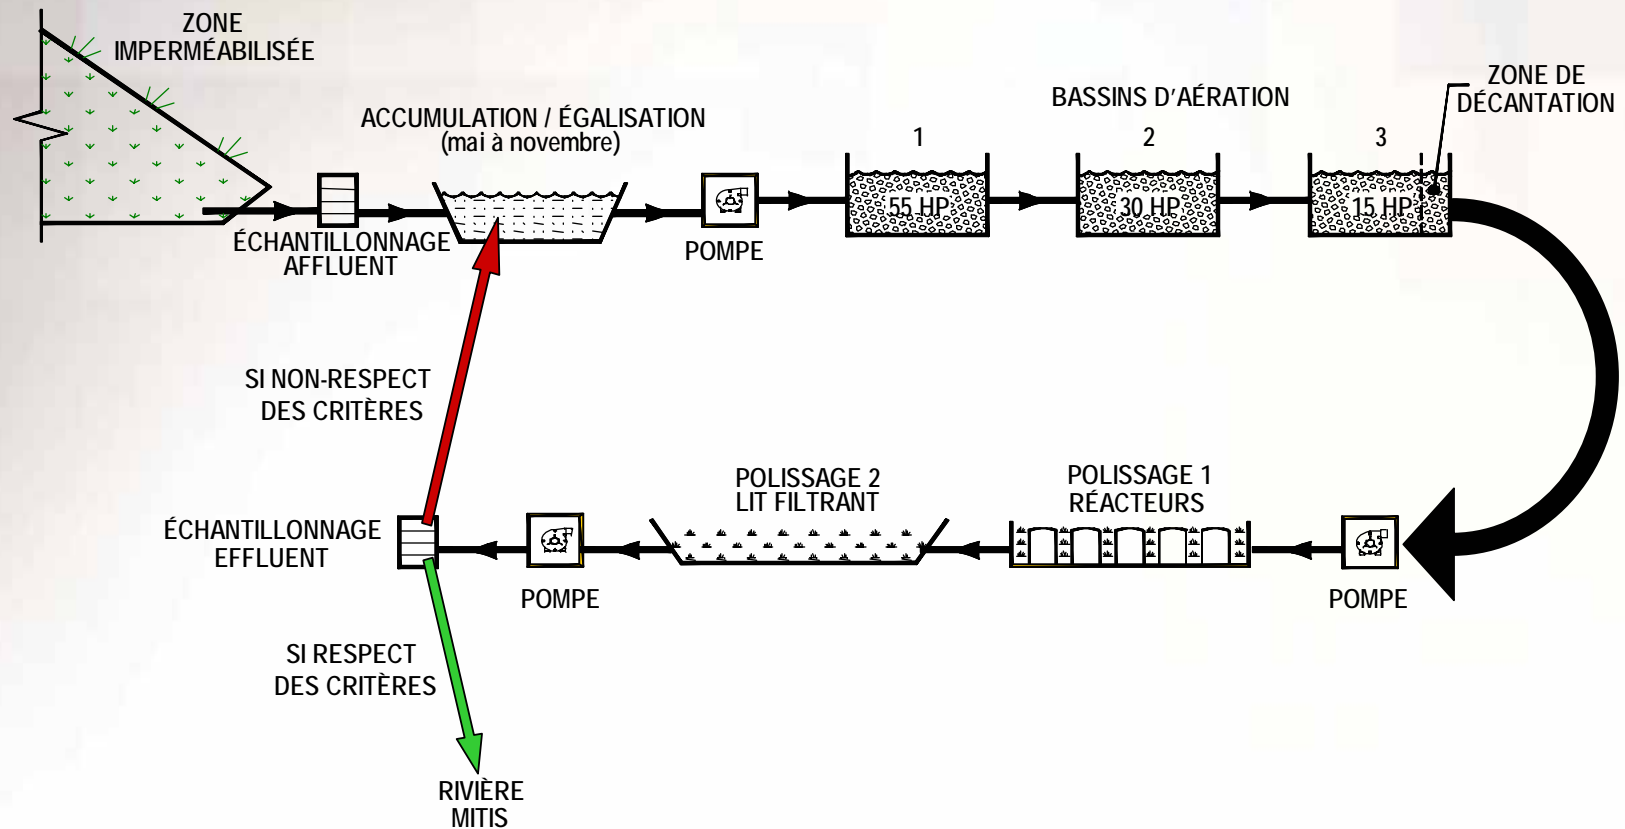 ZONE
IMPERMÉABILISÉE
ACCUMULATION / ÉGALISATION
(mai à novembre)
BASSINS D'AÉRATION
1
2
3
ZONE DE
DÉCANTATION
55 HP
30 HP
15 HP
ÉCHANTILLONNAGE
AFFLUENT
POMPE
SI NON-RESPECT
DES CRITÈRES
POLISSAGE 2
LIT FILTRANT
POLISSAGE 1
RÉACTEURS
ÉCHANTILLONNAGE
EFFLUENT
POMPE
POMPE
SI RESPECT
DES CRITÈRES
RIVIÈRE
MITIS